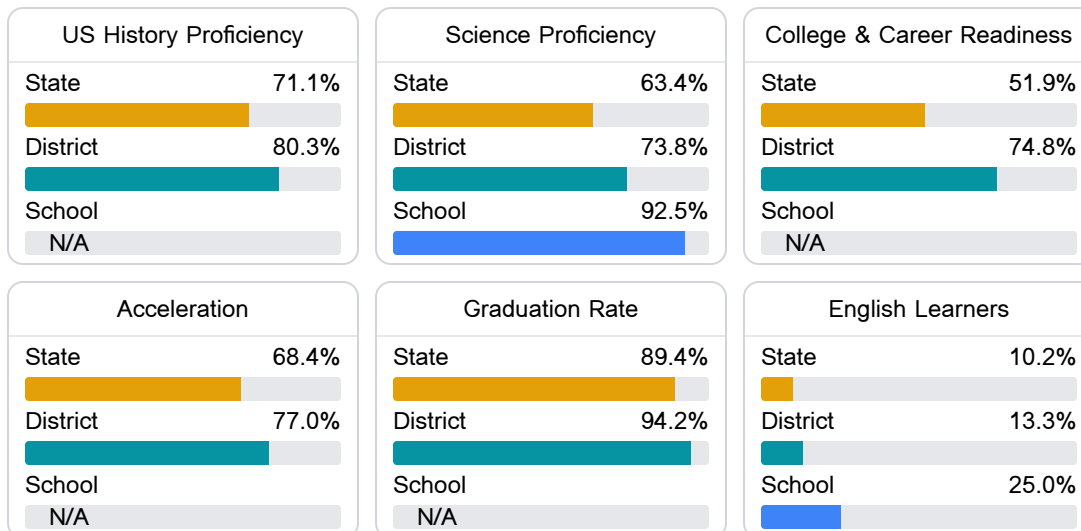 US History Proficiency
State 71.1%
District 80.3%
School
N/A
Science Proficiency
State 63.4%
District 73.8%
School 92.5%
College & Career Readiness
State 51.9%
District 74.8%
School
N/A
Acceleration
State 68.4%
District 77.0%
School
N/A
Graduation Rate
State 89.4%
District 94.2%
School
N/A
English Learners
State 10.2%
District 13.3%
School 25.0%